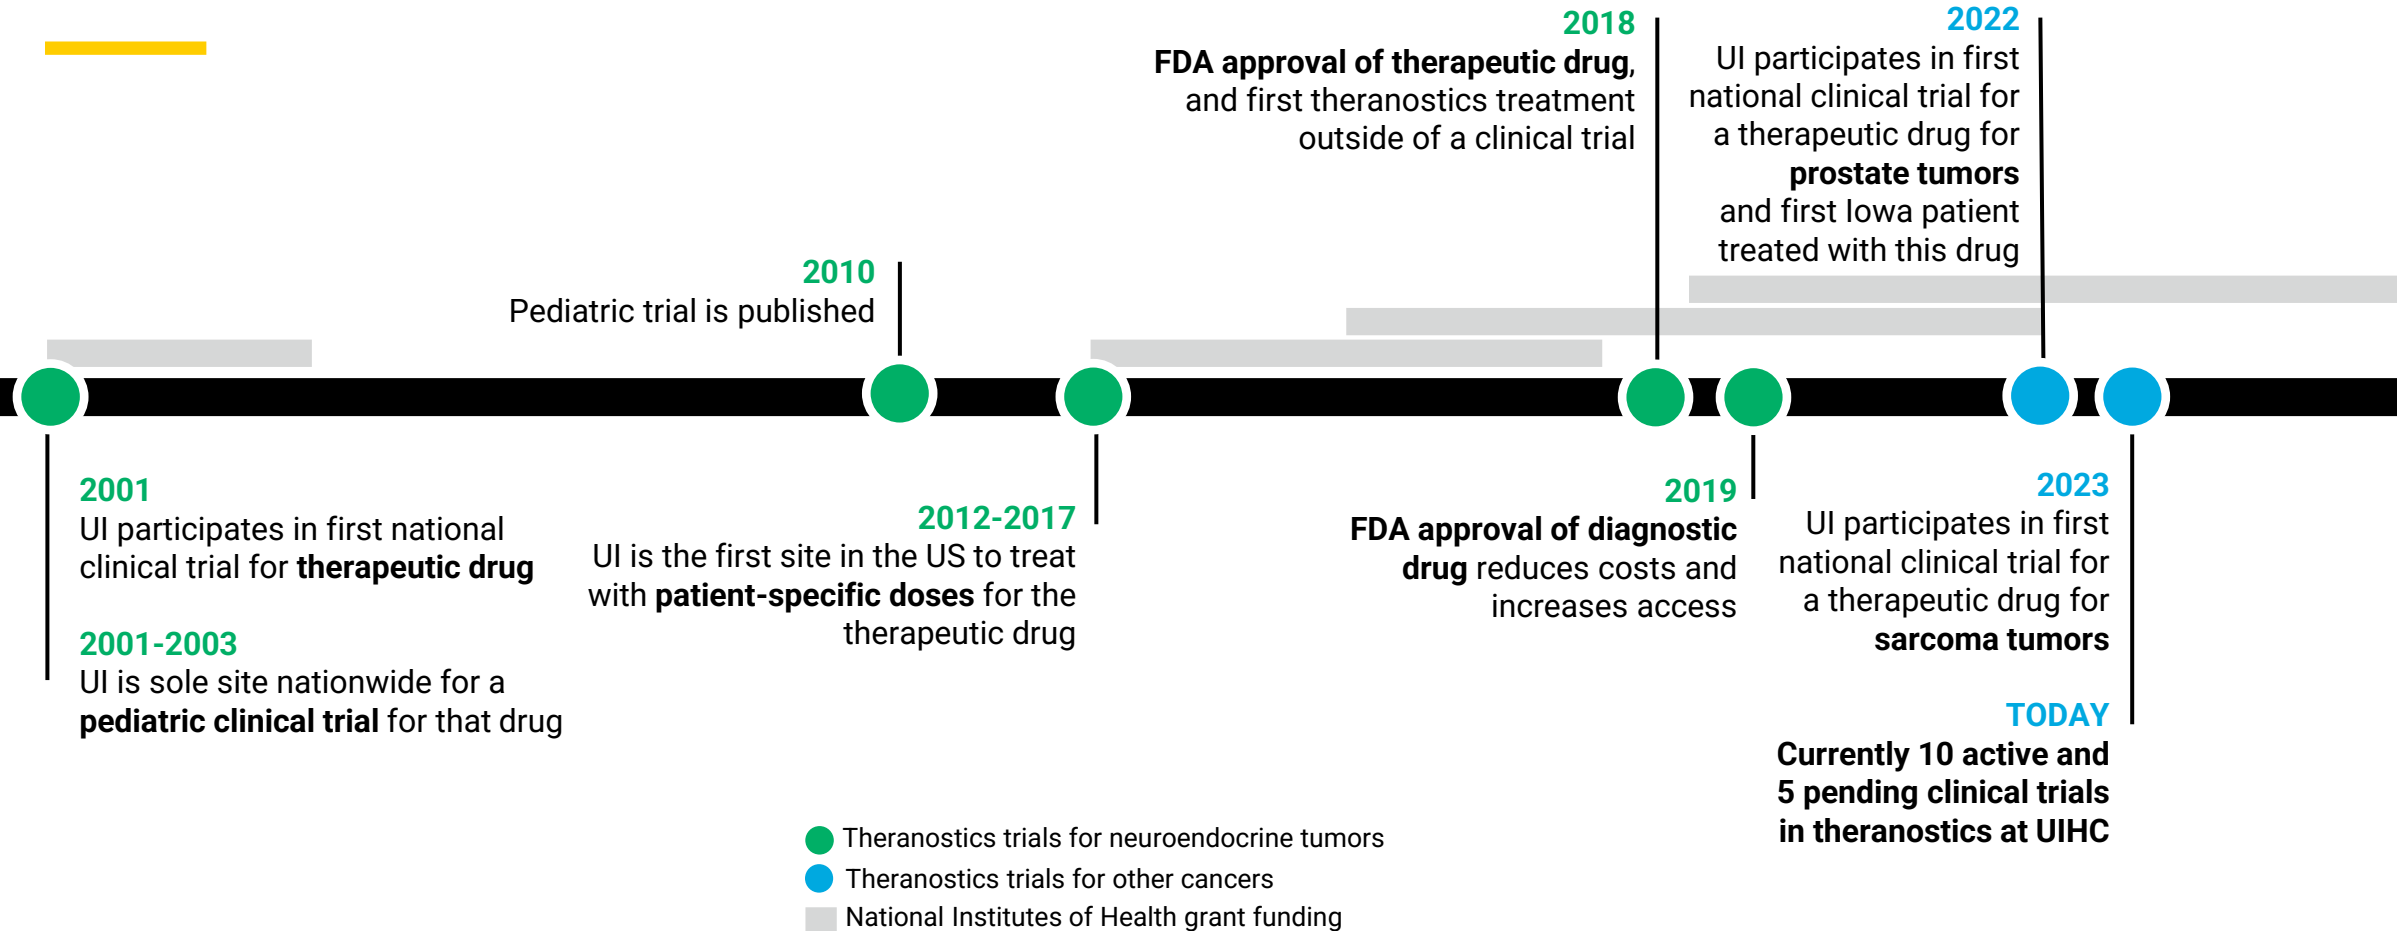 2001
UI participates in first national
clinical trial for therapeutic drug
2001-2003
UI is sole site nationwide for a
pediatric clinical trial for that drug
2010
Pediatric trial is published
2012-2017
UI is the first site in the US to treat
with patient-specific doses for the
therapeutic drug
2018
FDA approval of therapeutic drug,
and first theranostics treatment
outside of a clinical trial
2019
FDA approval of diagnostic
drug reduces costs and
increases access
2022
UI participates in first
national clinical trial for
a therapeutic drug for
prostate tumors
and first Iowa patient
treated with this drug
2023
UI participates in first
national clinical trial for
a therapeutic drug for
sarcoma tumors
TODAY
Currently 10 active and
5 pending clinical trials
in theranostics at UIHC
Theranostics trials for neuroendocrine tumors
Theranostics trials for other cancers
National Institutes of Health grant funding